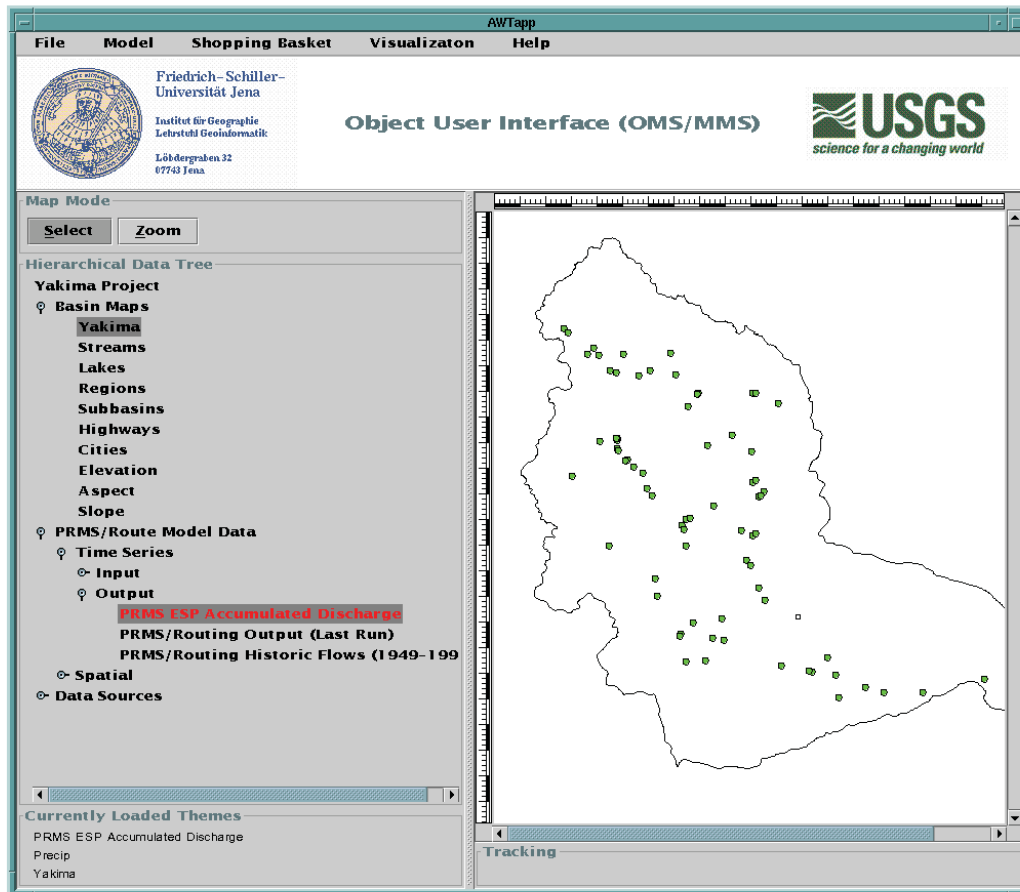 AWTapp
File Model Shopping Basket Visualizaton Help
Friedrich-Schiller-
Universität Jena
Institut für Geographie
Lehrstuhl Geoinformatik
Löbdergraben 32
07743 Jena
Object User Interface (OMS/MMS)
USGS
science for a changing world
Map Mode
Select Zoom
Hierarchical Data Tree
Yakima Project
Basin Maps
Yakima
Streams
Lakes
Regions
Subbasins
Highways
Cities
Elevation
Aspect
Slope
PRMS/Route Model Data
Time Series
Input
Output
PRMS ESP Accumulated Discharge
PRMS/Routing Output (Last Run)
PRMS/Routing Historic Flows (1949-199
Spatial
Data Sources
Currently Loaded Themes
PRMS ESP Accumulated Discharge
Precip
Yakima
Tracking